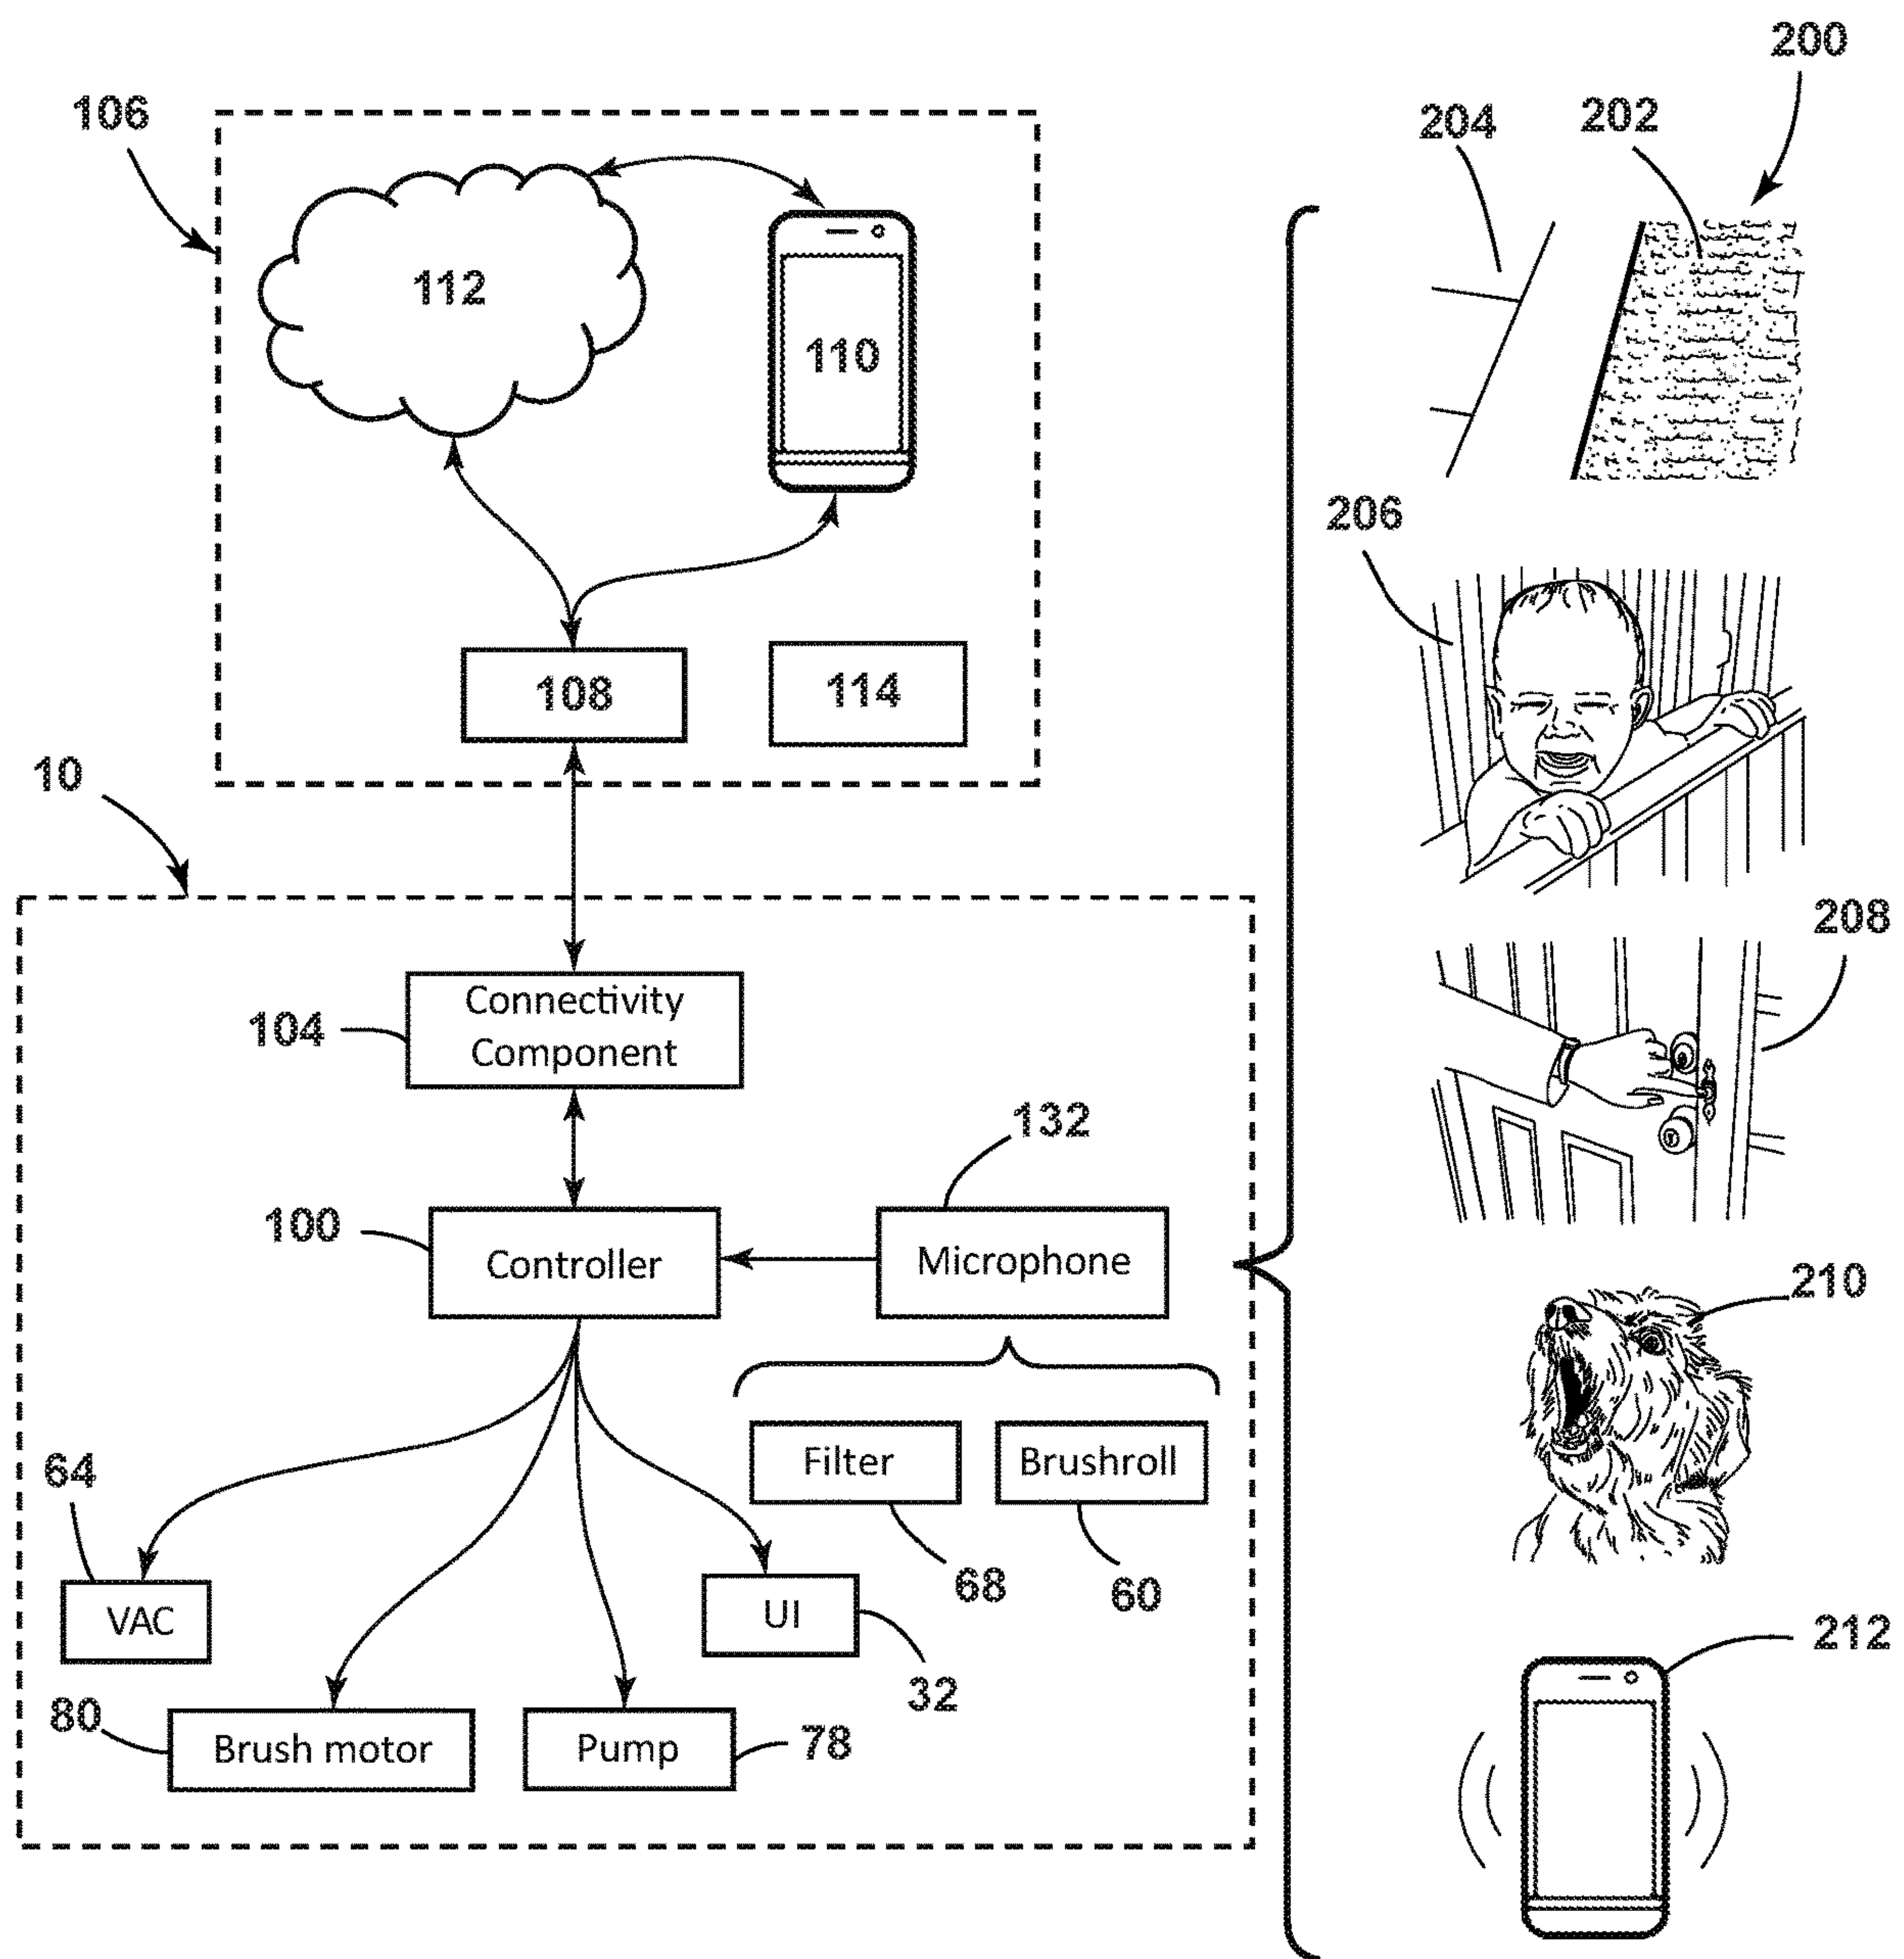 200
106
204
202
112
110
206
108
114
10
208
104
Connectivity
Component
132
100
Controller
Microphone
210
64
Filter
Brushroll
VAC
UI
68
60
212
32
80
Brush motor
Pump
78